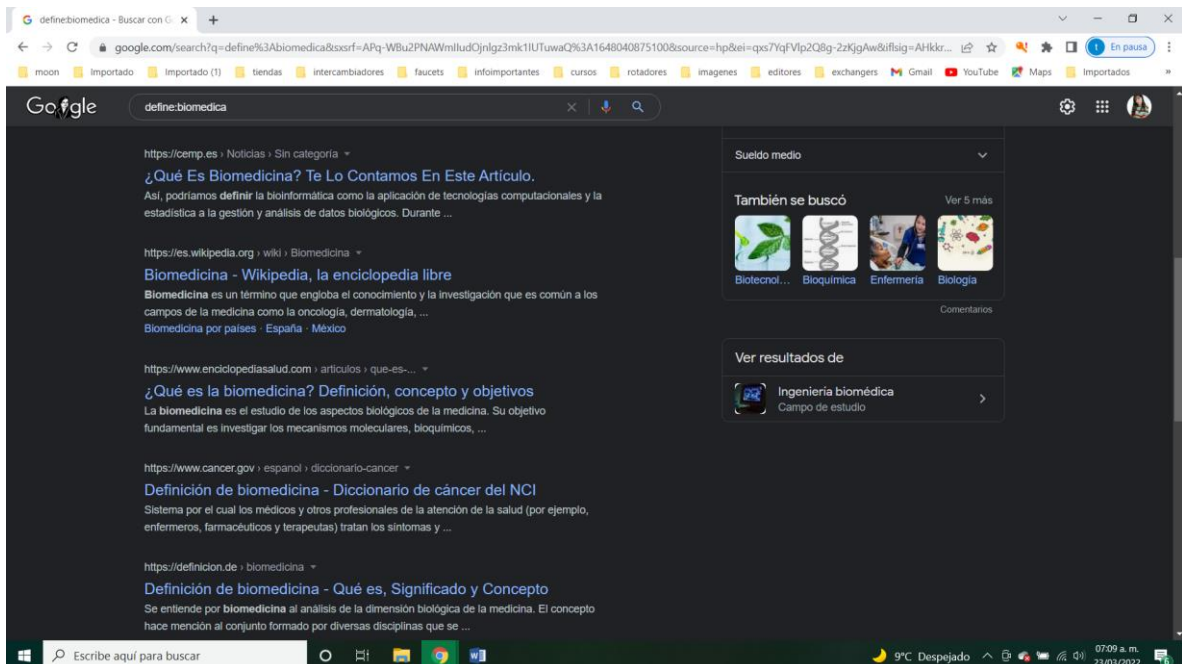 define:biomedica - Buscar con G
google.com/search?q=define%3Abiomedica&sxsrf=APq-WBu2PNAWmIIudOjnIgz3mk1IUTuwaQ%3A1648040875100&source=hp&ei=qxs7YqFVIp2Q8g-2zKjgAw&iflsig=AHkkr...
En pausa
moon Importado Importado (1) tiendas intercambiadores faucets infoimportantes cursos rotadores imagenes editores exchangers Gmail YouTube Maps Importados »
define:biomedica
https://cemp.es › Noticias › Sin categoría
¿Qué Es Biomedicina? Te Lo Contamos En Este Artículo.
Así, podríamos definir la bioinformática como la aplicación de tecnologías computacionales y la
estadística a la gestión y análisis de datos biológicos. Durante ...
https://es.wikipedia.org › wiki › Biomedicina
Biomedicina - Wikipedia, la enciclopedia libre
Biomedicina es un término que engloba el conocimiento y la investigación que es común a los
campos de la medicina como la oncología, dermatología, ...
Biomedicina por países · España · México
https://www.enciclopediasalud.com › articulos › que-es-...
¿Qué es la biomedicina? Definición, concepto y objetivos
La biomedicina es el estudio de los aspectos biológicos de la medicina. Su objetivo
fundamental es investigar los mecanismos moleculares, bioquímicos, ...
https://www.cancer.gov › espanol › diccionario-cancer
Definición de biomedicina - Diccionario de cáncer del NCI
Sistema por el cual los médicos y otros profesionales de la atención de la salud (por ejemplo,
enfermeros, farmacéuticos y terapeutas) tratan los síntomas y ...
https://definicion.de › biomedicina
Definición de biomedicina - Qué es, Significado y Concepto
Se entiende por biomedicina al análisis de la dimensión biológica de la medicina. El concepto
hace mención al conjunto formado por diversas disciplinas que se ...
Sueldo medio
También se buscó Ver 5 más
Biotecnol... Bioquímica Enfermería Biología
Comentarios
Ver resultados de
Ingeniería biomédica
Campo de estudio
Escribe aquí para buscar
9°C Despejado
07:09 a. m.
23/03/2022